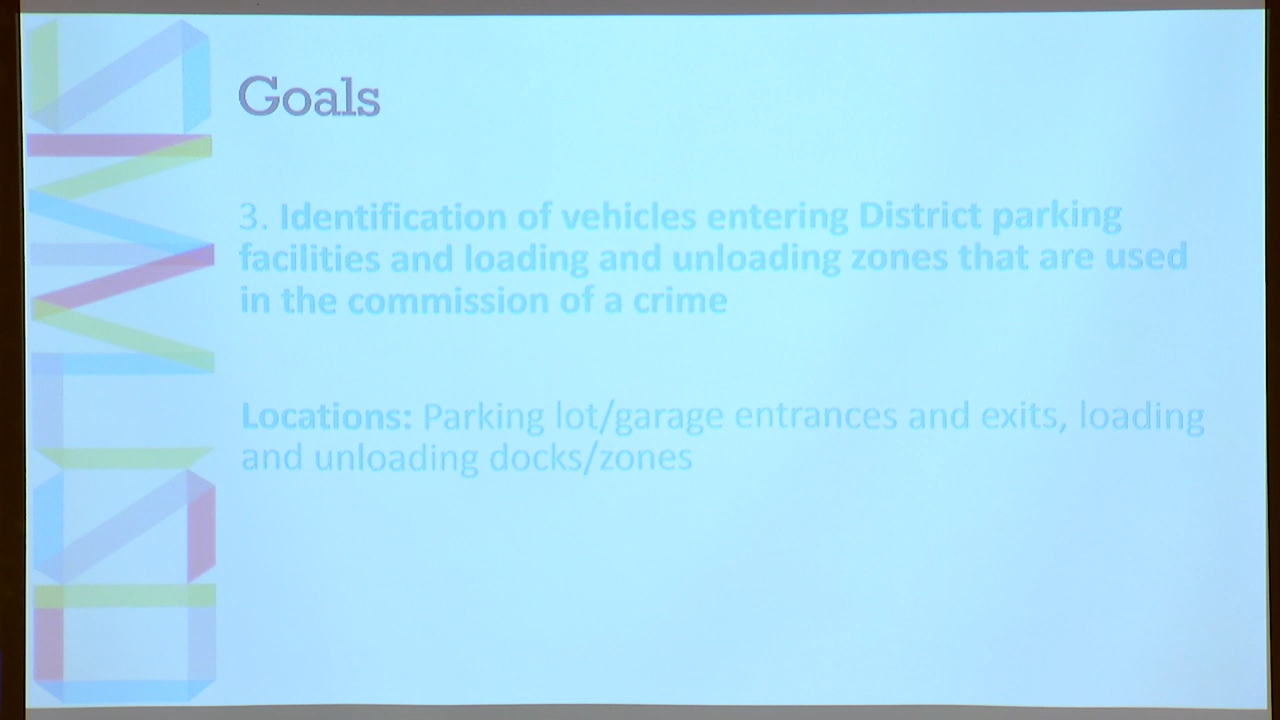 Goals
3. Identification of vehicles entering District parking
facilities and loading and unloading zones that are used
in the commission of a crime
Locations: Parking lot/garage entrances and exits, loading
and unloading docks/zones